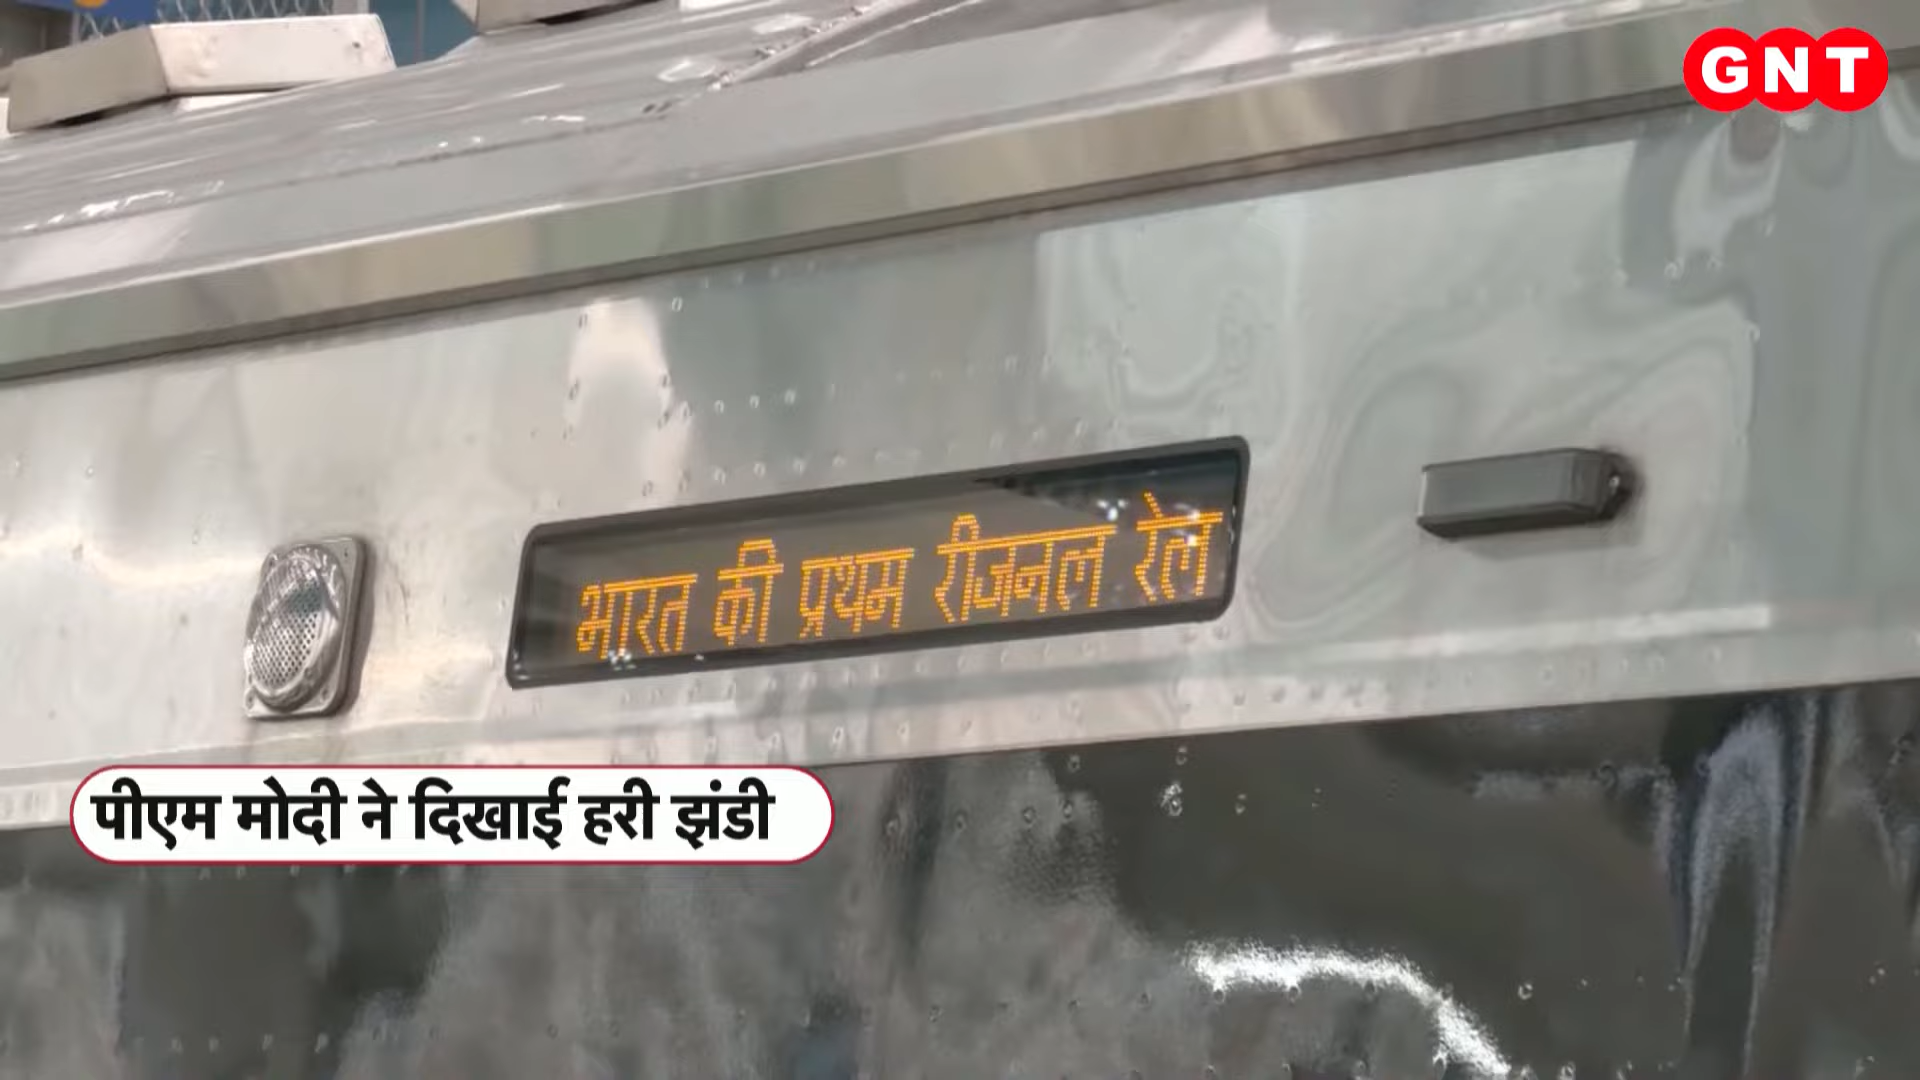 GNT
भारत की प्रथम रीजनल रेल
पीएम मोदी ने दिखाई हरी झंडी